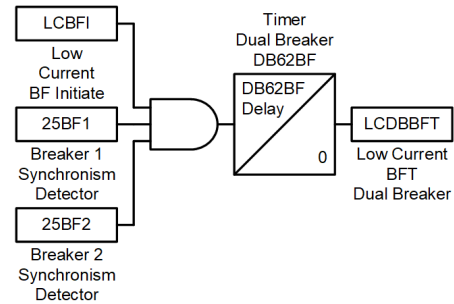 LCBFI
Low
Current
BF Initiate
25BF1
Breaker 1
Synchronism
Detector
25BF2
Breaker 2
Synchronism
Detector
Timer
Dual Breaker
DB62BF
DB62BF
Delay
0
LCDBBFT
Low Current
BFT
Dual Breaker